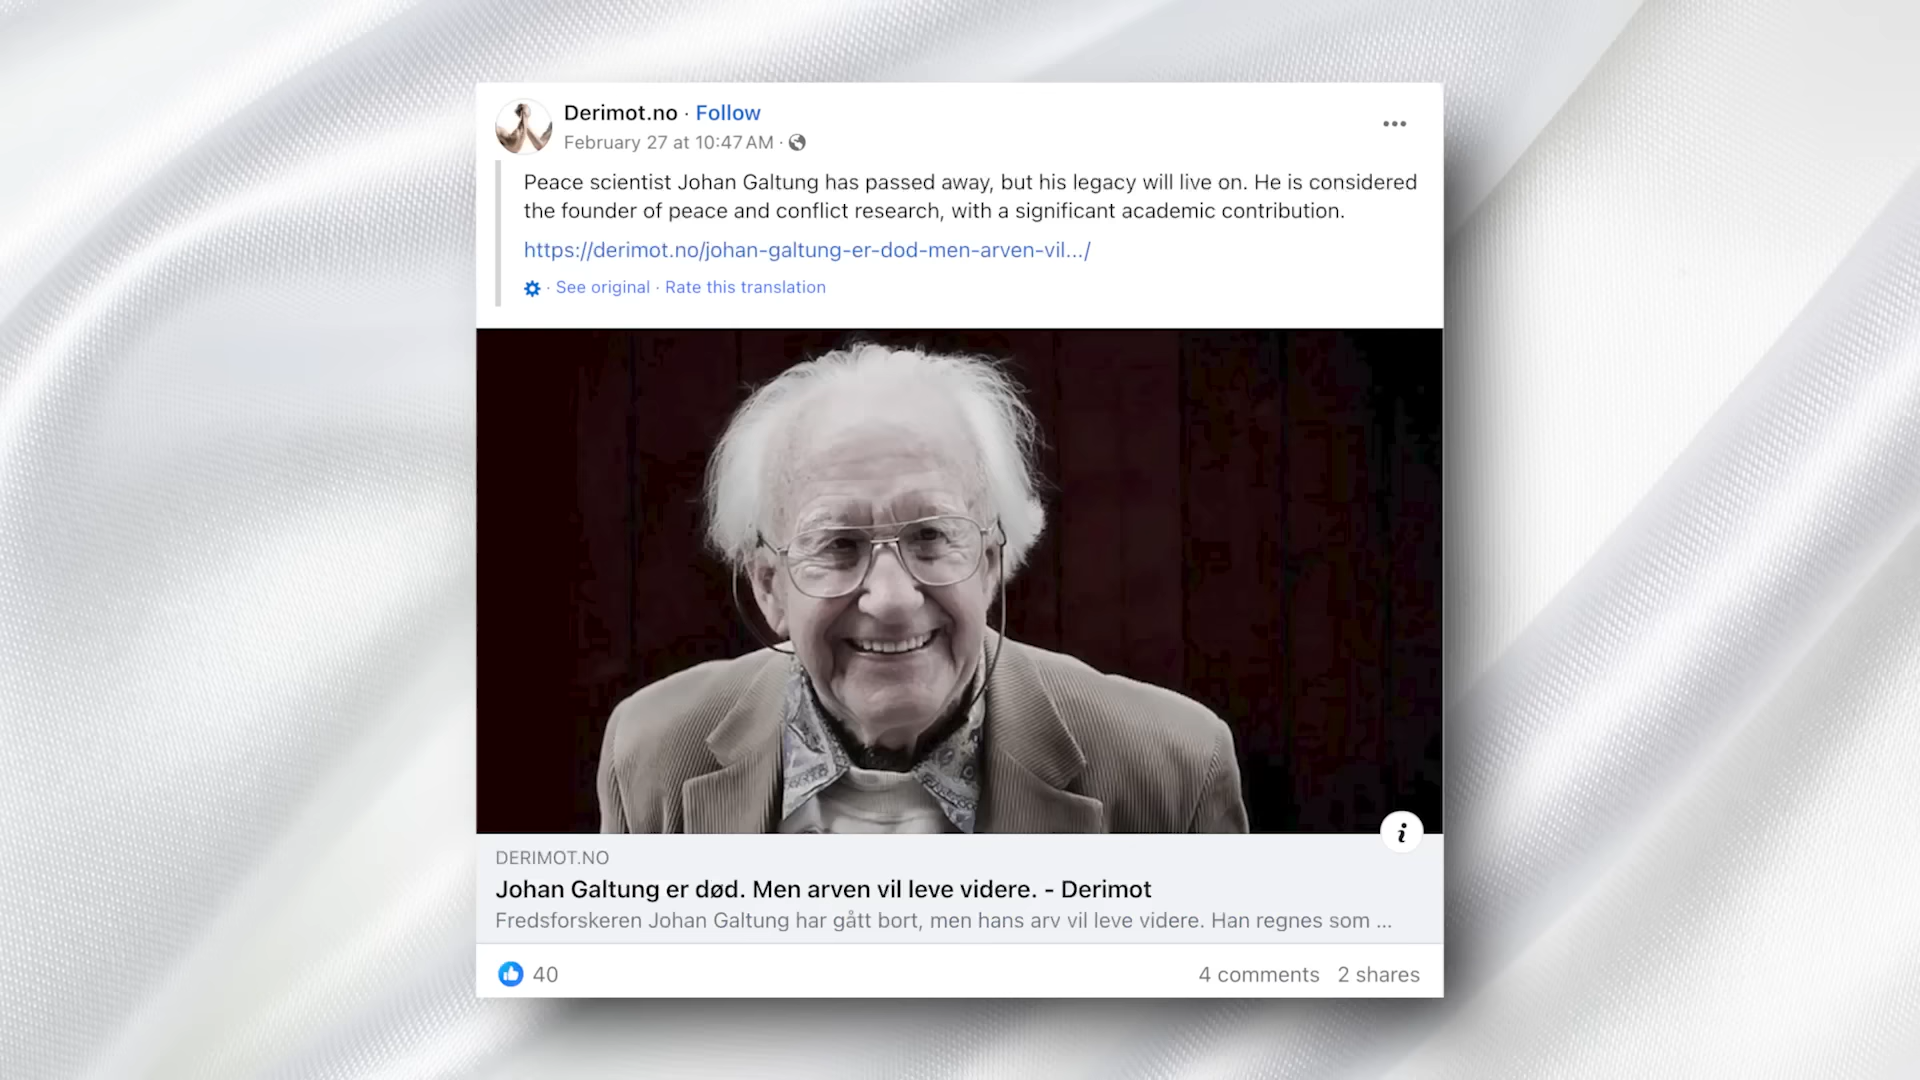 Derimot.no · Follow
February 27 at 10:47 AM ·
Peace scientist Johan Galtung has passed away, but his legacy will live on. He is considered
the founder of peace and conflict research, with a significant academic contribution.
https://derimot.no/johan-galtung-er-dod-men-arven-vil.../
· See original · Rate this translation
i
DERIMOT.NO
Johan Galtung er død. Men arven vil leve videre. - Derimot
Fredsforskeren Johan Galtung har gått bort, men hans arv vil leve videre. Han regnes som ...
40
4 comments 2 shares